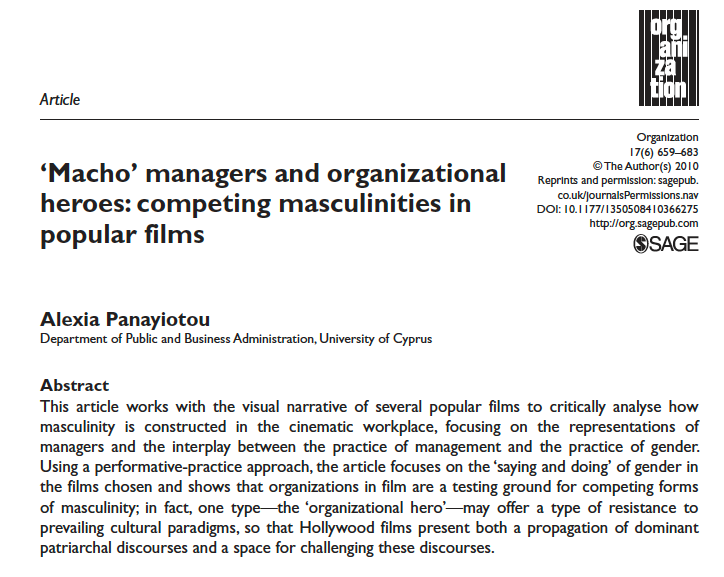 org
ani
za
tion
Article
Organization
17(6) 659–683
© The Author(s) 2010
Reprints and permission: sagepub.
co.uk/journalsPermissions.nav
DOI: 10.1177/1350508410366275
http://org.sagepub.com
SAGE
‘Macho’ managers and organizational
heroes: competing masculinities in
popular films
Alexia Panayiotou
Department of Public and Business Administration, University of Cyprus
Abstract
This article works with the visual narrative of several popular films to critically analyse how
masculinity is constructed in the cinematic workplace, focusing on the representations of
managers and the interplay between the practice of management and the practice of gender.
Using a performative-practice approach, the article focuses on the ‘saying and doing’ of gender in
the films chosen and shows that organizations in film are a testing ground for competing forms
of masculinity; in fact, one type—the ‘organizational hero’—may offer a type of resistance to
prevailing cultural paradigms, so that Hollywood films present both a propagation of dominant
patriarchal discourses and a space for challenging these discourses.